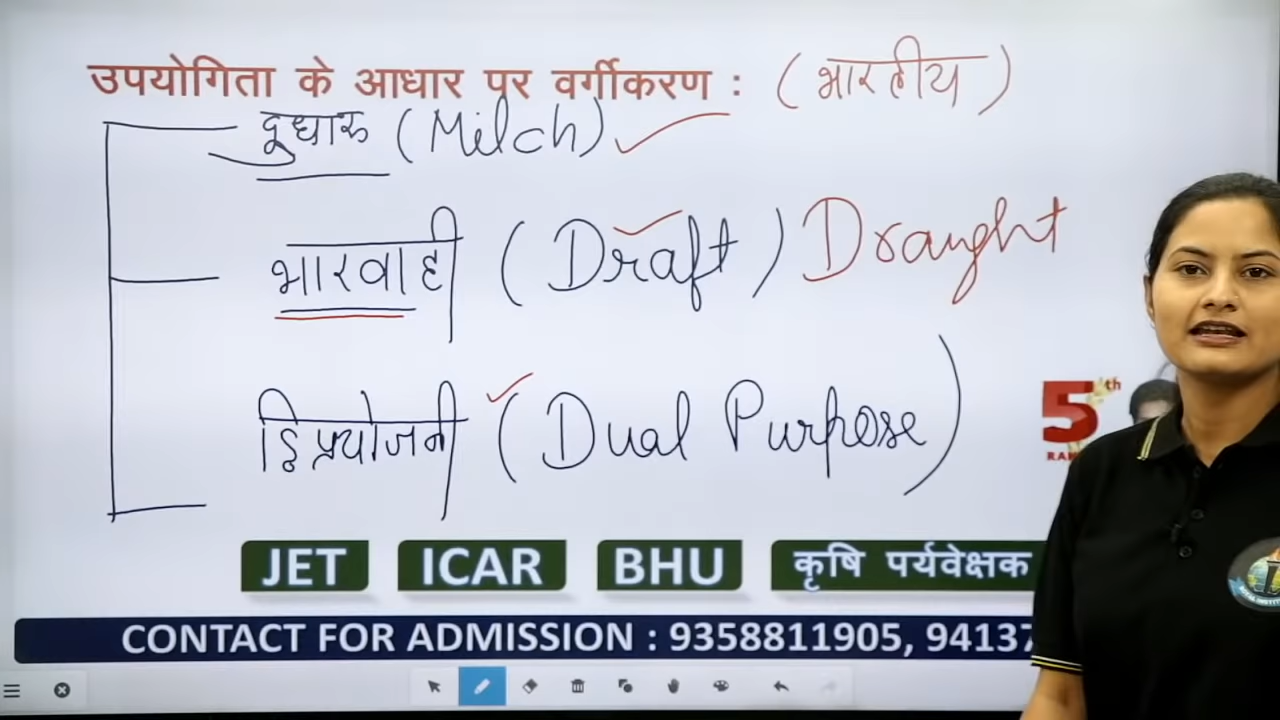 उपयोगिता के आधार पर वर्गीकरण : (भारतीय)
दुधारू (Milch)
भारवाही (Draft) Draught
द्विप्रयोजनी (Dual Purpose)
5th
JET ICAR BHU कृषि पर्यवेक्षक
CONTACT FOR ADMISSION : 9358811905, 94137